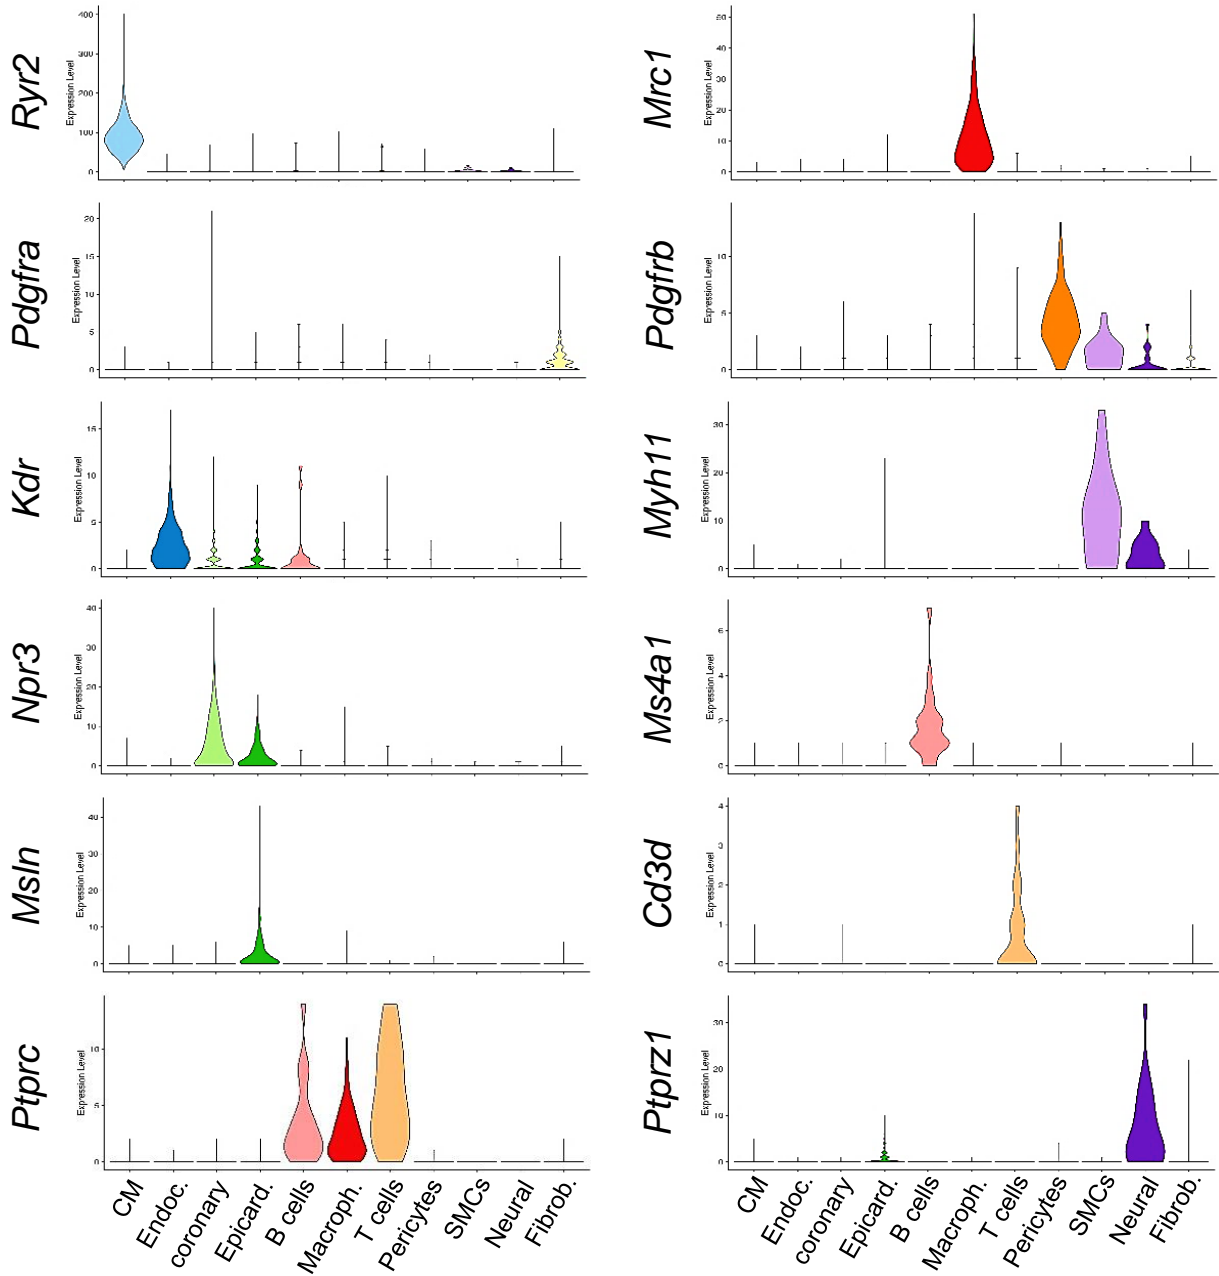 Ryr2
Expression Level
400
300
200
100
0
Mrc1
Expression Level
50
40
30
20
10
0
Pdgfra
Expression Level
20
15
10
5
0
Pdgfrb
Expression Level
10
5
0
Kdr
Expression Level
15
10
5
0
Myh11
Expression Level
30
20
10
0
Npr3
Expression Level
40
30
20
10
0
Ms4a1
Expression Level
6
4
2
0
Msln
Expression Level
40
30
20
10
0
Cd3d
Expression Level
4
3
2
1
0
Ptprc
Expression Level
10
5
0
Ptprz1
Expression Level
30
20
10
0
CM
Endoc.
coronary
Epicard.
B cells
Macroph.
T cells
Pericytes
SMCs
Neural
Fibrob.
CM
Endoc.
coronary
Epicard.
B cells
Macroph.
T cells
Pericytes
SMCs
Neural
Fibrob.